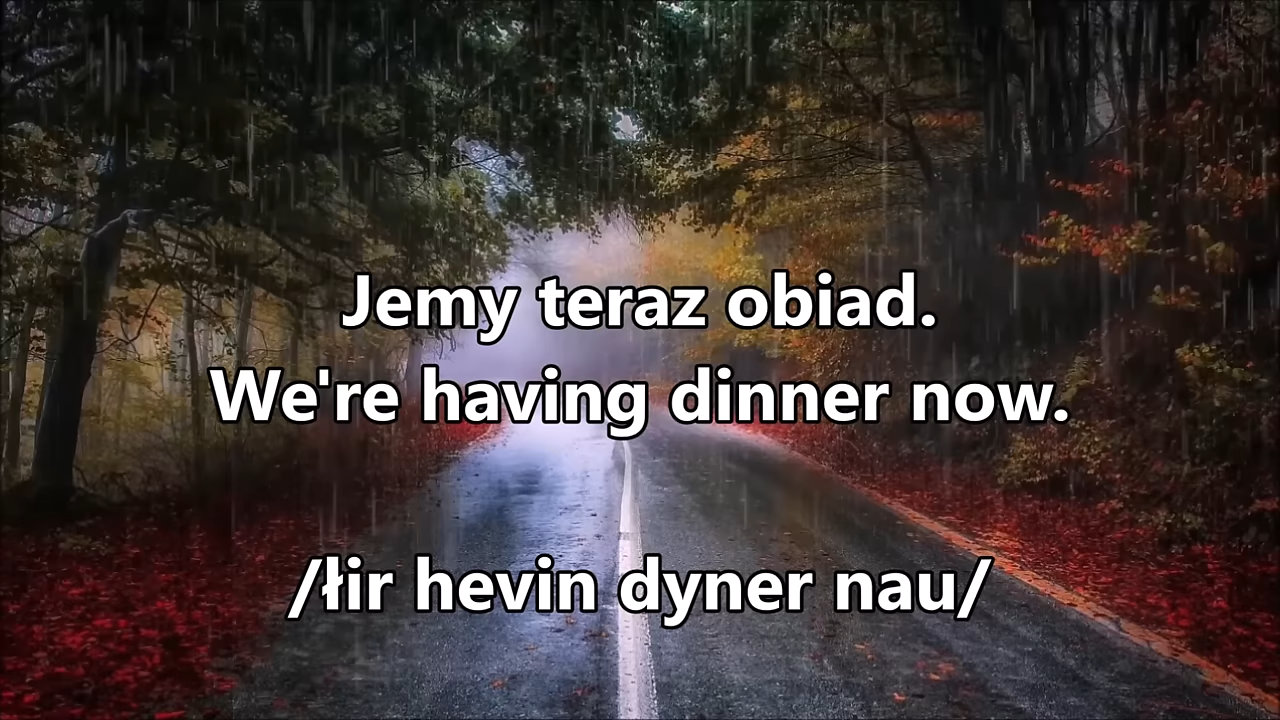 Jemy teraz obiad.
We're having dinner now.
/łir hevin dyner nau/